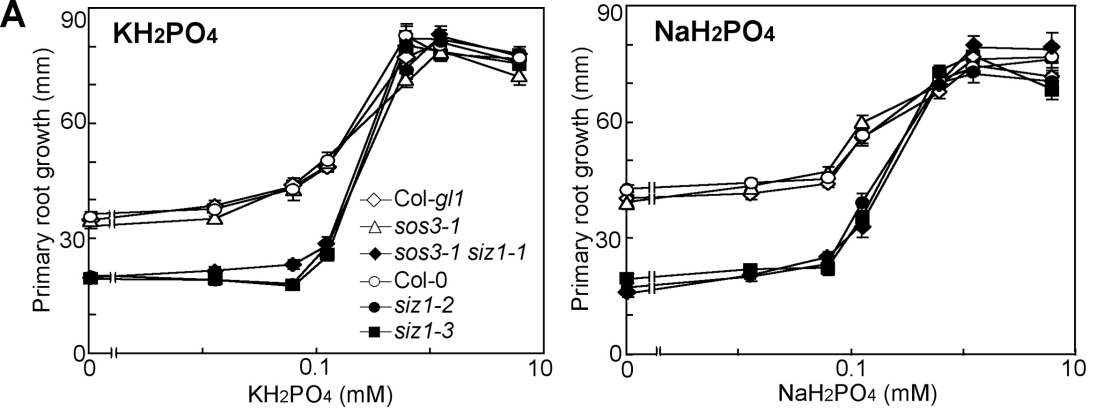 A
KH2PO4
Primary root growth (mm)
90
60
30
0
0
0.1
10
KH2PO4 (mM)
Col-gl1
sos3-1
sos3-1 siz1-1
Col-0
siz1-2
siz1-3
NaH2PO4
Primary root growth (mm)
90
60
30
0
0
0.1
10
NaH2PO4 (mM)